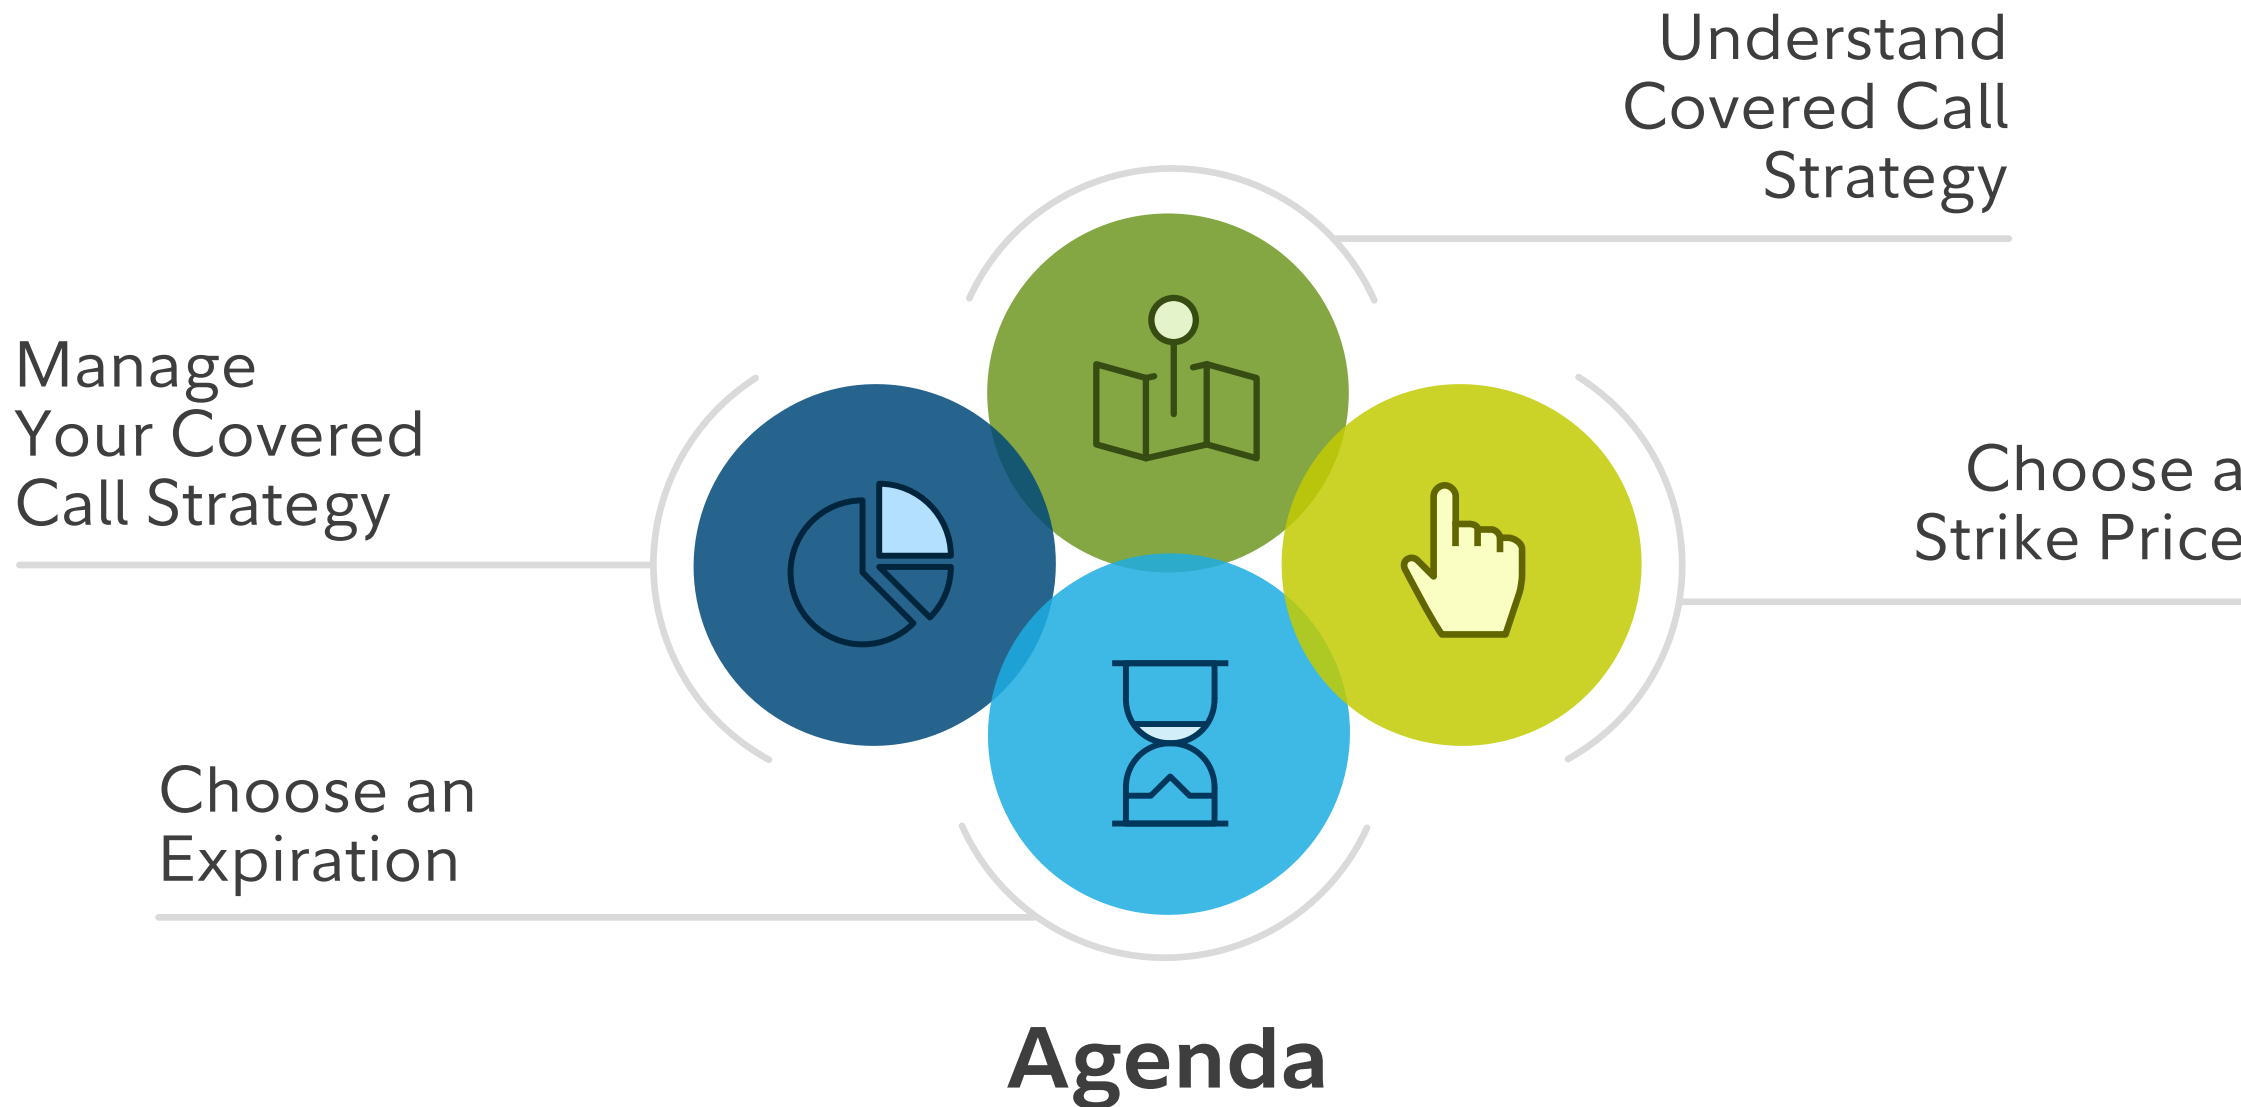 Understand
Covered Call
Strategy
Manage
Your Covered
Call Strategy
Choose a
Strike Price
Choose an
Expiration
Agenda